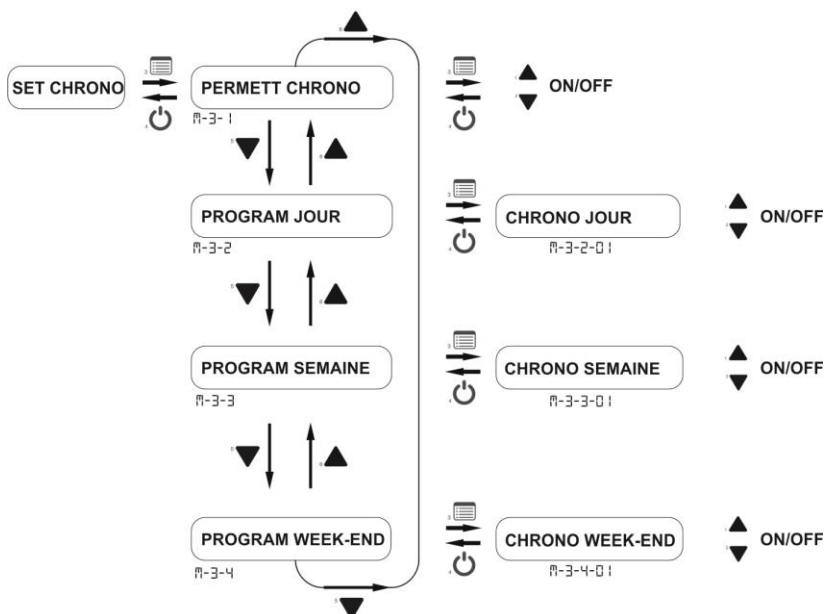 SET CHRONO
PERMETT CHRONO
M-3-1
ON/OFF
PROGRAM JOUR
M-3-2
CHRONO JOUR
M-3-2-01
ON/OFF
PROGRAM SEMAINE
M-3-3
CHRONO SEMAINE
M-3-3-01
ON/OFF
PROGRAM WEEK-END
M-3-4
CHRONO WEEK-END
M-3-4-01
ON/OFF